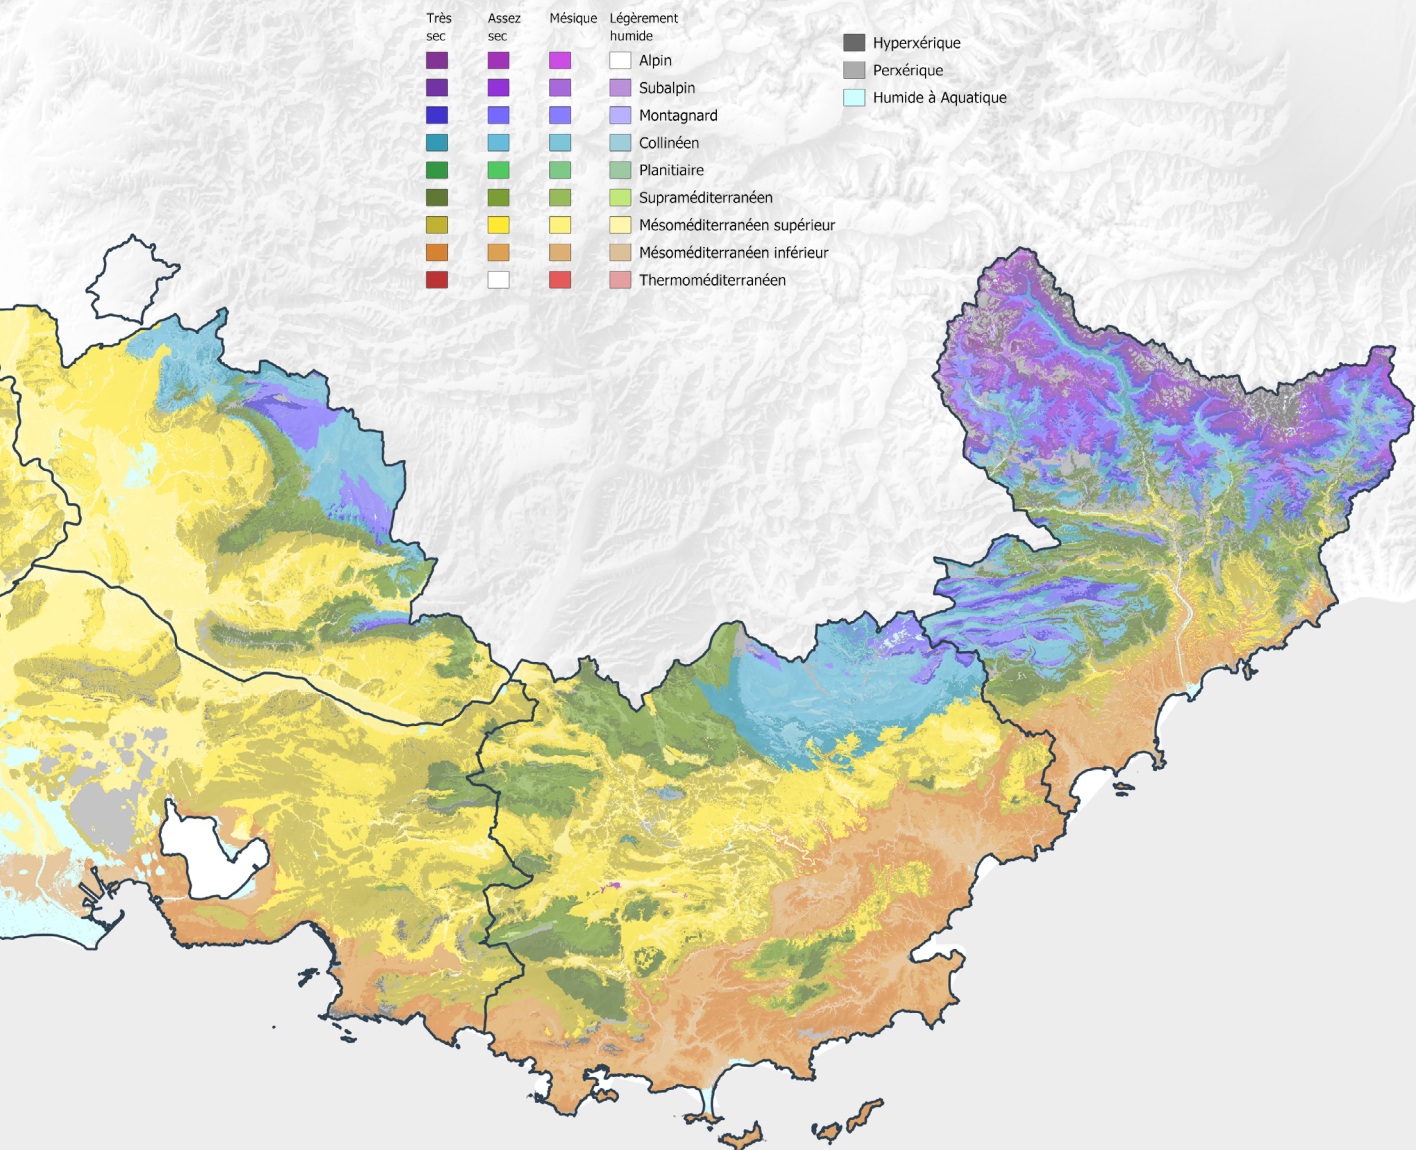 Très Assez Mésique Légèrement
sec sec humide
Alpin
Subalpin
Montagnard
Collinéen
Planitiaire
Supraméditerranéen
Mésoméditerranéen supérieur
Mésoméditerranéen inférieur
Thermoméditerranéen
Hyperxérique
Perxérique
Humide à Aquatique